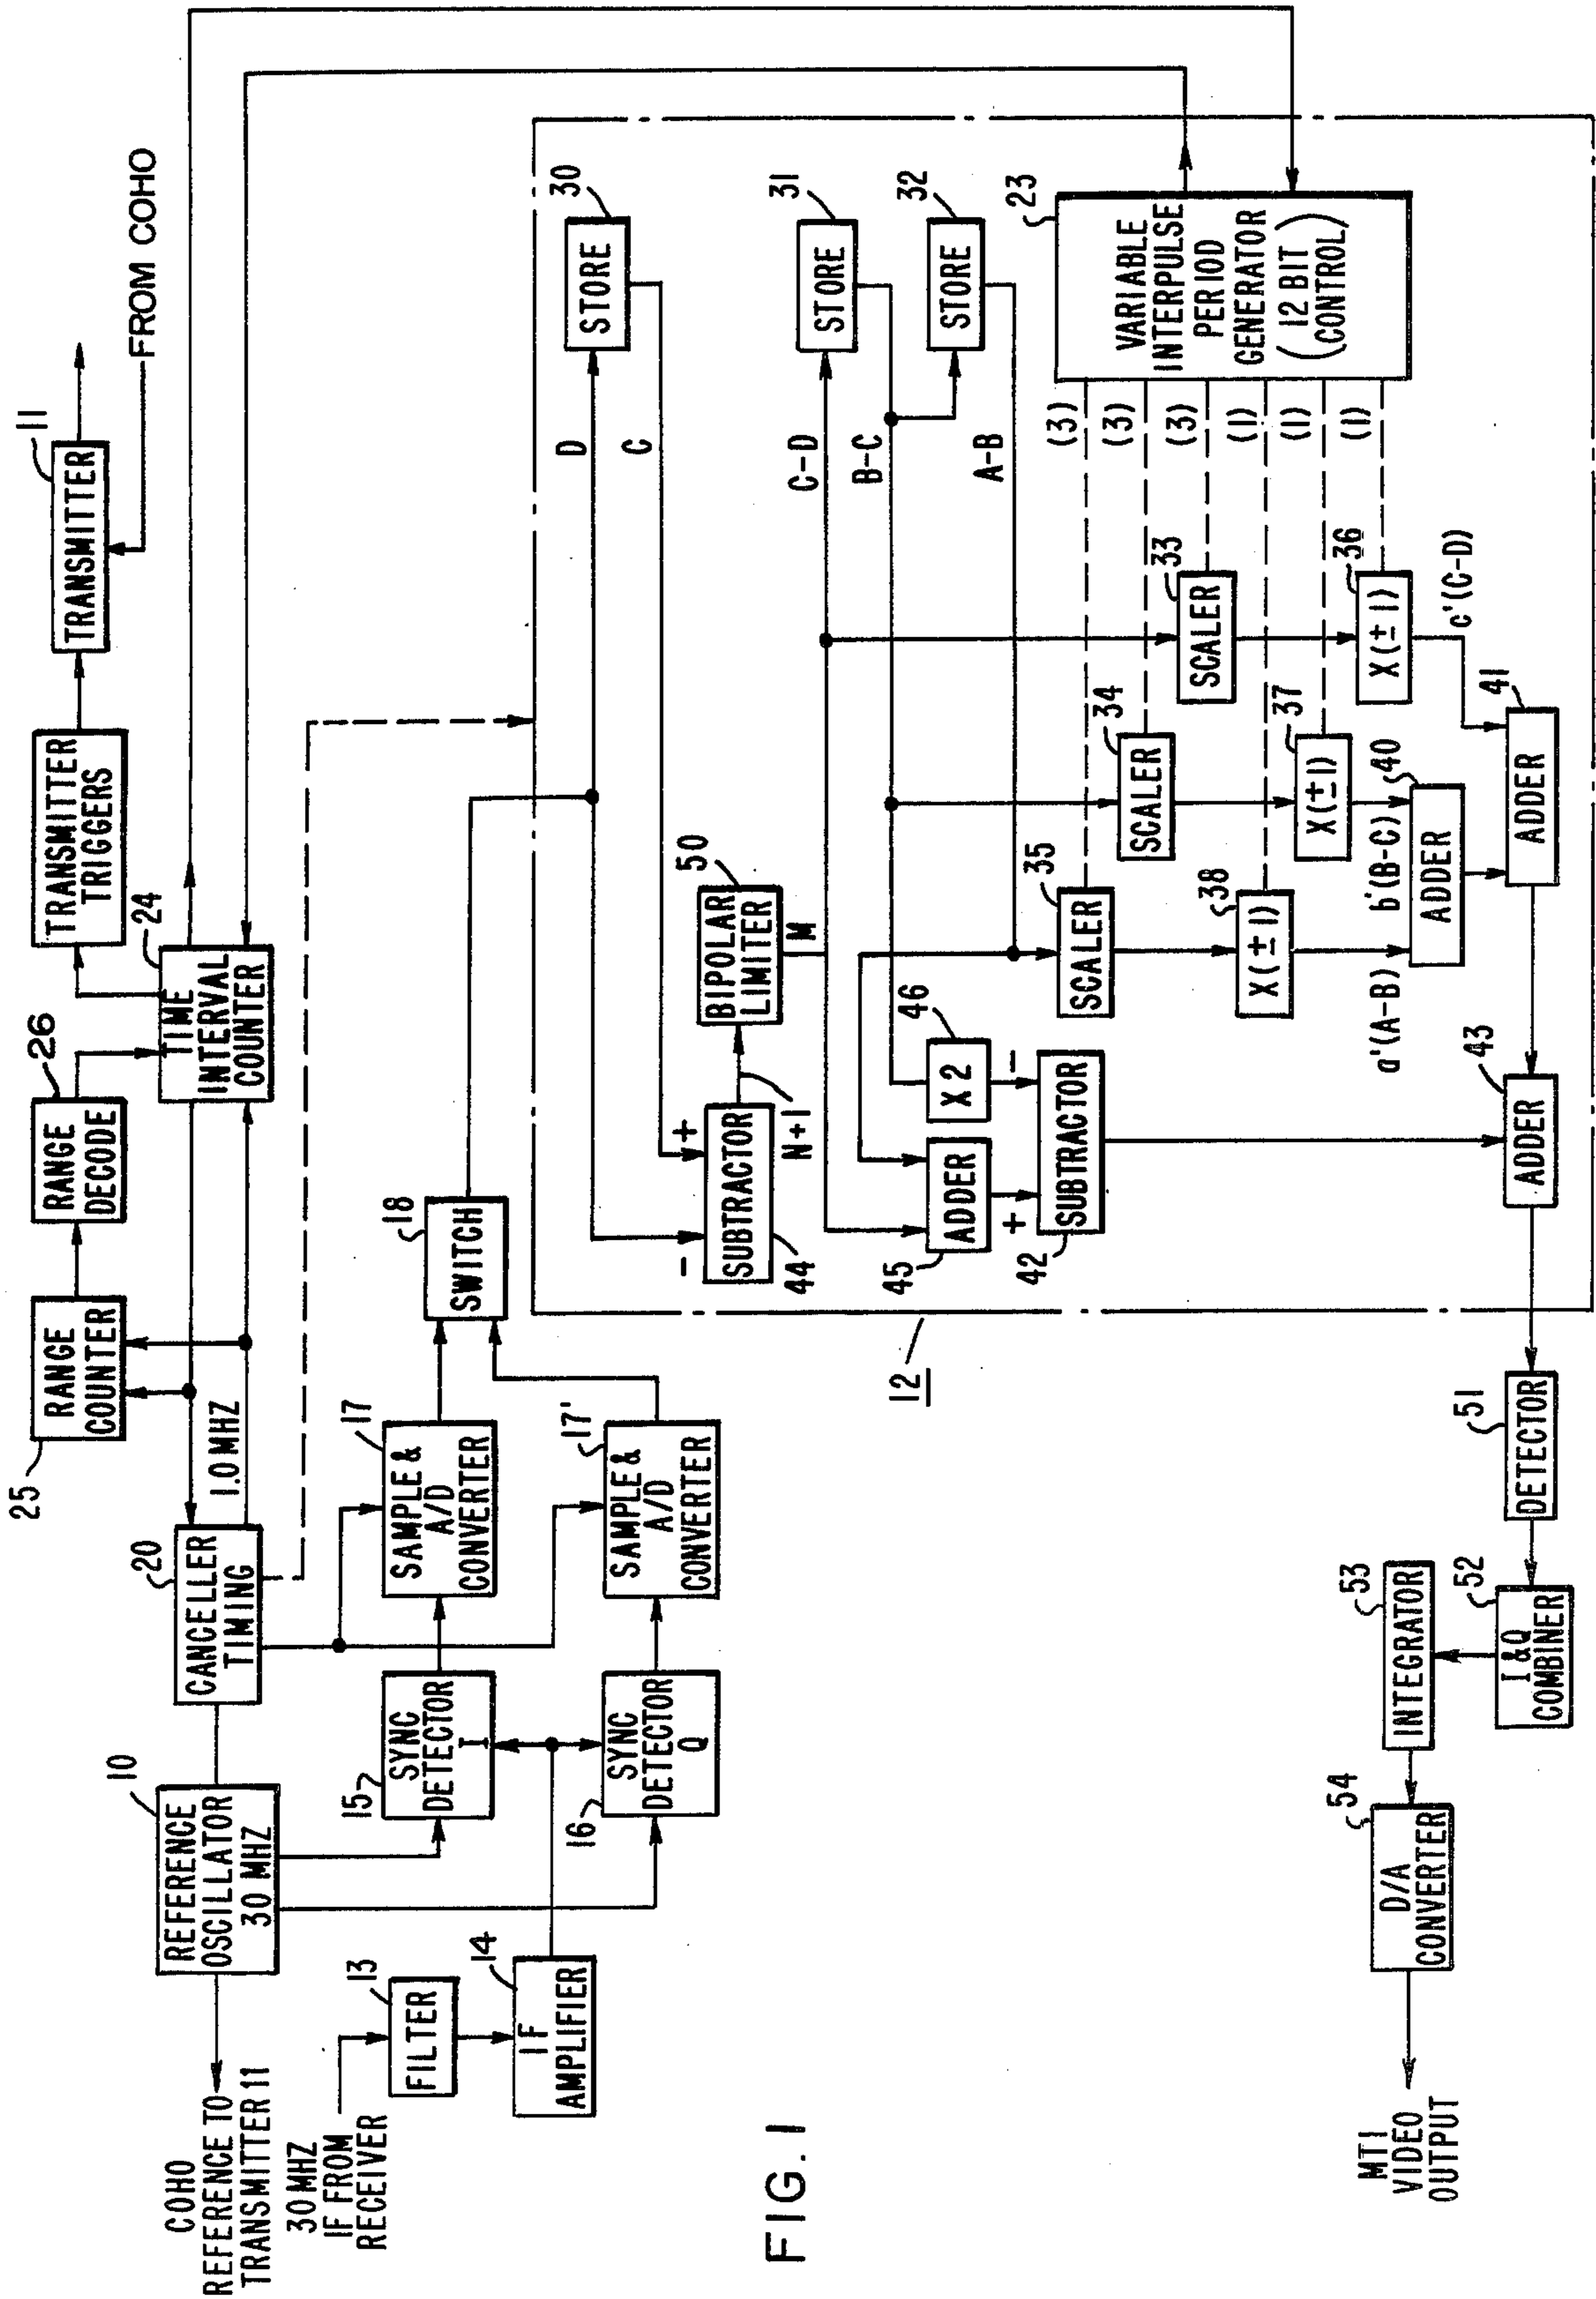 COHO
REFERENCE TO
TRANSMITTER 11
10
REFERENCE
OSCILLATOR
30 MHZ
20
CANCELLER
TIMING
1.0 MHZ
25
RANGE
COUNTER
26
RANGE
DECODE
24
TIME
INTERVAL
COUNTER
TRANSMITTER
TRIGGERS
11
TRANSMITTER
FROM COHO
30 MHZ
IF FROM
RECEIVER
13
FILTER
14
IF
AMPLIFIER
15
SYNC
DETECTOR
I
16
SYNC
DETECTOR
Q
17
SAMPLE &
A/D
CONVERTER
17'
SAMPLE &
A/D
CONVERTER
18
SWITCH
12
D
30
STORE
C
-
+
SUBTRACTOR
44
N+1
50
BIPOLAR
LIMITER
M
C-D
31
STORE
B-C
32
STORE
A-B
46
X 2
45
ADDER
+
-
42
SUBTRACTOR
35
SCALER
34
SCALER
33
SCALER
(3)
(3)
(3)
(1)
(1)
(1)
23
VARIABLE
INTERPULSE
PERIOD
GENERATOR
(12 BIT
CONTROL)
38
X(±1)
37
X(±1)
36
X(±1)
a'(A-B)
b'(B-C)
c'(C-D)
40
ADDER
41
ADDER
43
ADDER
51
DETECTOR
52
I & Q
COMBINER
53
INTEGRATOR
54
D/A
CONVERTER
MTI
VIDEO
OUTPUT
FIG. 1